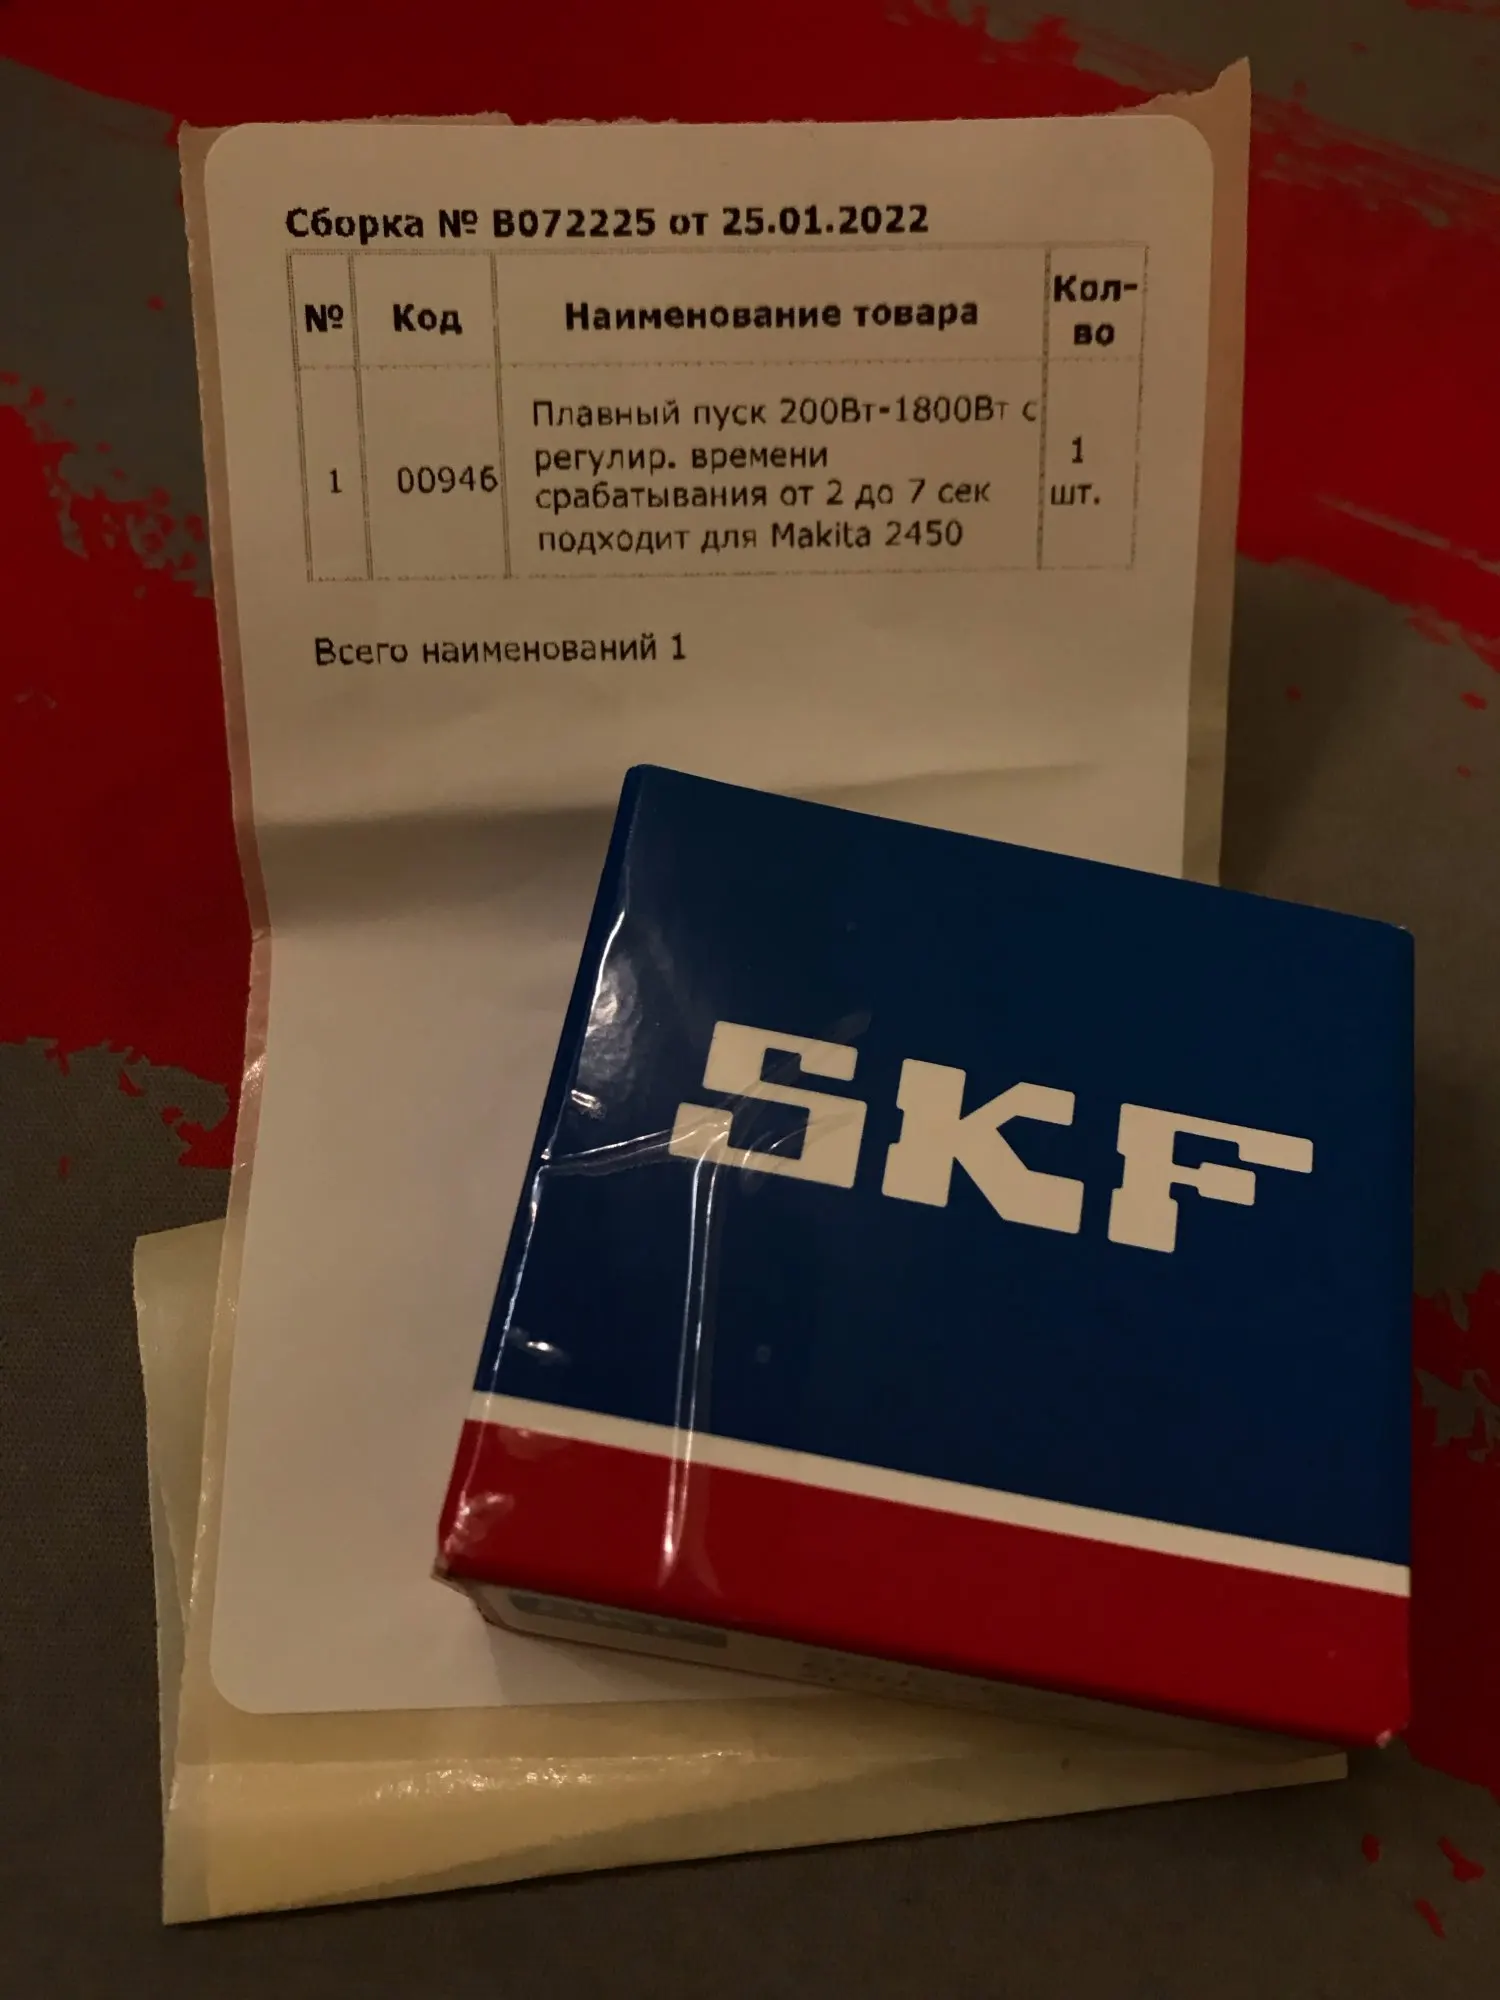 Сборка № В072225 от 25.01.2022
№ Код Наименование товара Кол-
во
1 00946 Плавный пуск 200Вт-1800Вт с
регулир. времени
срабатывания от 2 до 7 сек
подходит для Makita 2450
1
шт.
Всего наименований 1
SKF